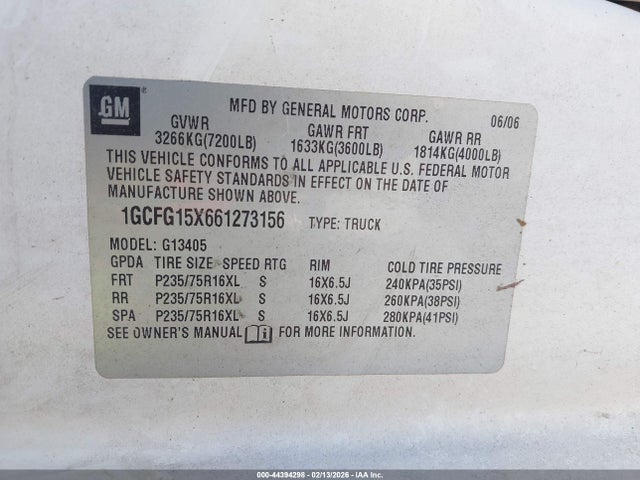 GM
MFD BY GENERAL MOTORS CORP. 06/06
GVWR GAWR FRT GAWR RR
3266KG(7200LB) 1633KG(3600LB) 1814KG(4000LB)
THIS VEHICLE CONFORMS TO ALL APPLICABLE U.S. FEDERAL MOTOR
VEHICLE SAFETY STANDARDS IN EFFECT ON THE DATE OF
MANUFACTURE SHOWN ABOVE.
1GCFG15X661273156 TYPE: TRUCK
MODEL: G13405
GPDA TIRE SIZE SPEED RTG RIM COLD TIRE PRESSURE
FRT P235/75R16XL S 16X6.5J 240KPA(35PSI)
RR P235/75R16XL S 16X6.5J 260KPA(38PSI)
SPA P235/75R16XL S 16X6.5J 280KPA(41PSI)
SEE OWNER'S MANUAL FOR MORE INFORMATION.
000-44394298 - 02/13/2026 - IAA Inc.